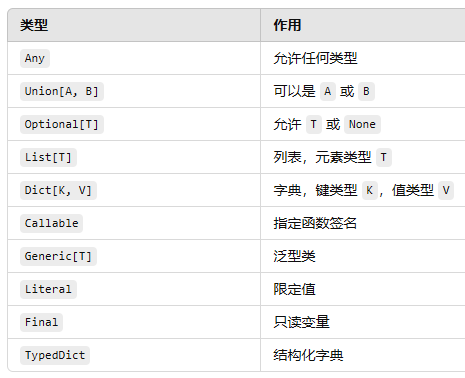 类型 作用
Any 允许任何类型
Union[A, B] 可以是 A 或 B
Optional[T] 允许 T 或 None
List[T] 列表，元素类型 T
Dict[K, V] 字典，键类型 K ，值类型 V
Callable 指定函数签名
Generic[T] 泛型类
Literal 限定值
Final 只读变量
TypedDict 结构化字典